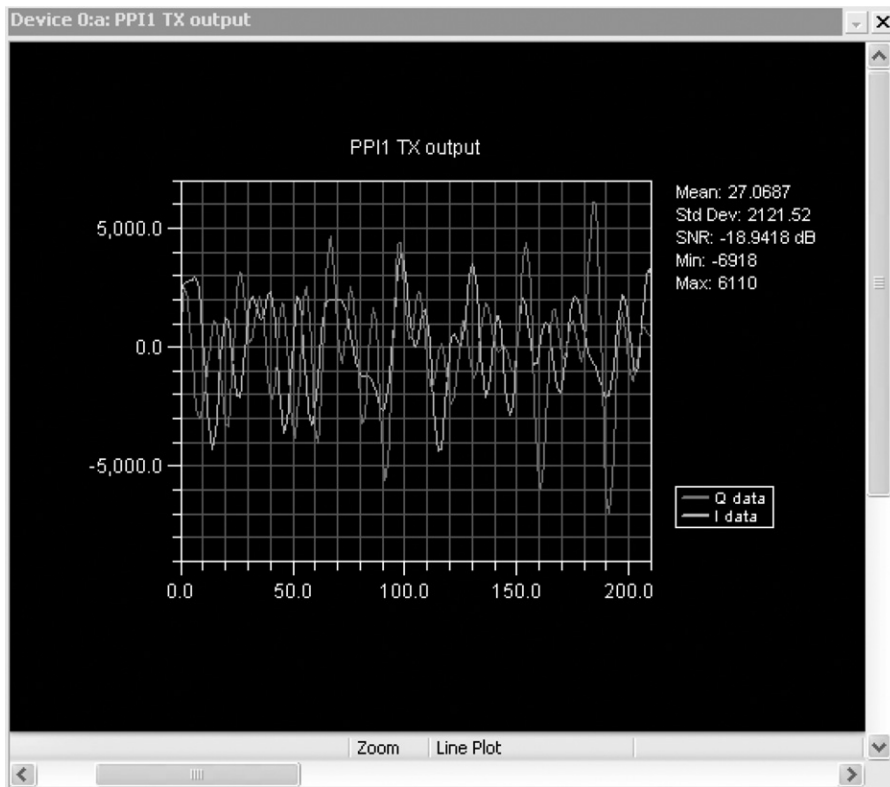 Device 0:a: PPI1 TX output
PPI1 TX output
Mean: 27.0687
Std Dev: 2121.52
SNR: -18.9418 dB
Min: -6918
Max: 6110
5,000.0
0.0
-5,000.0
0.0 50.0 100.0 150.0 200.0
Q data
I data
Zoom Line Plot